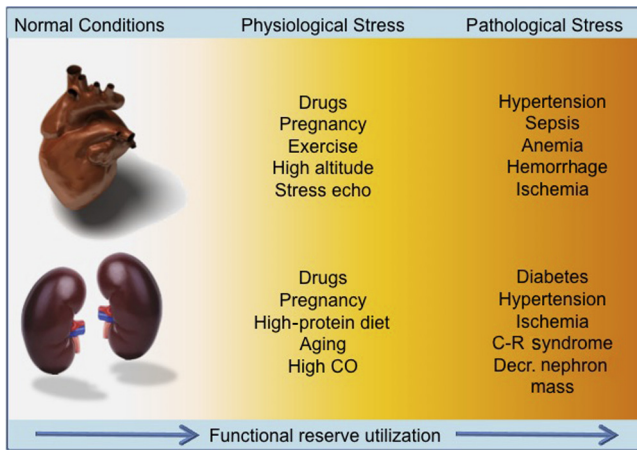 Normal Conditions
Physiological Stress
Pathological Stress
Drugs
Pregnancy
Exercise
High altitude
Stress echo
Hypertension
Sepsis
Anemia
Hemorrhage
Ischemia
Drugs
Pregnancy
High-protein diet
Aging
High CO
Diabetes
Hypertension
Ischemia
C-R syndrome
Decr. nephron
mass
Functional reserve utilization